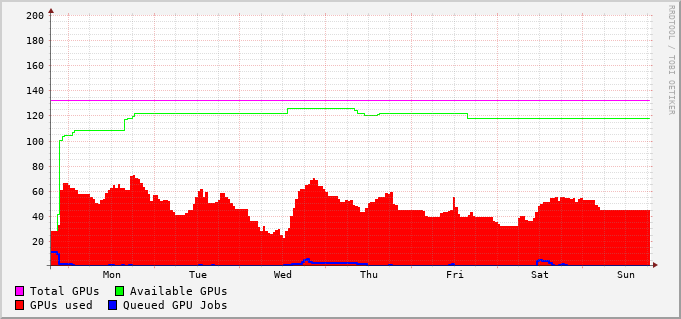 200
180
160
140
120
100
80
60
40
20
Mon Tue Wed Thu Fri Sat Sun
Total GPUs Available GPUs
GPUs used Queued GPU Jobs
RRDTOOL / TOBI OETIKER